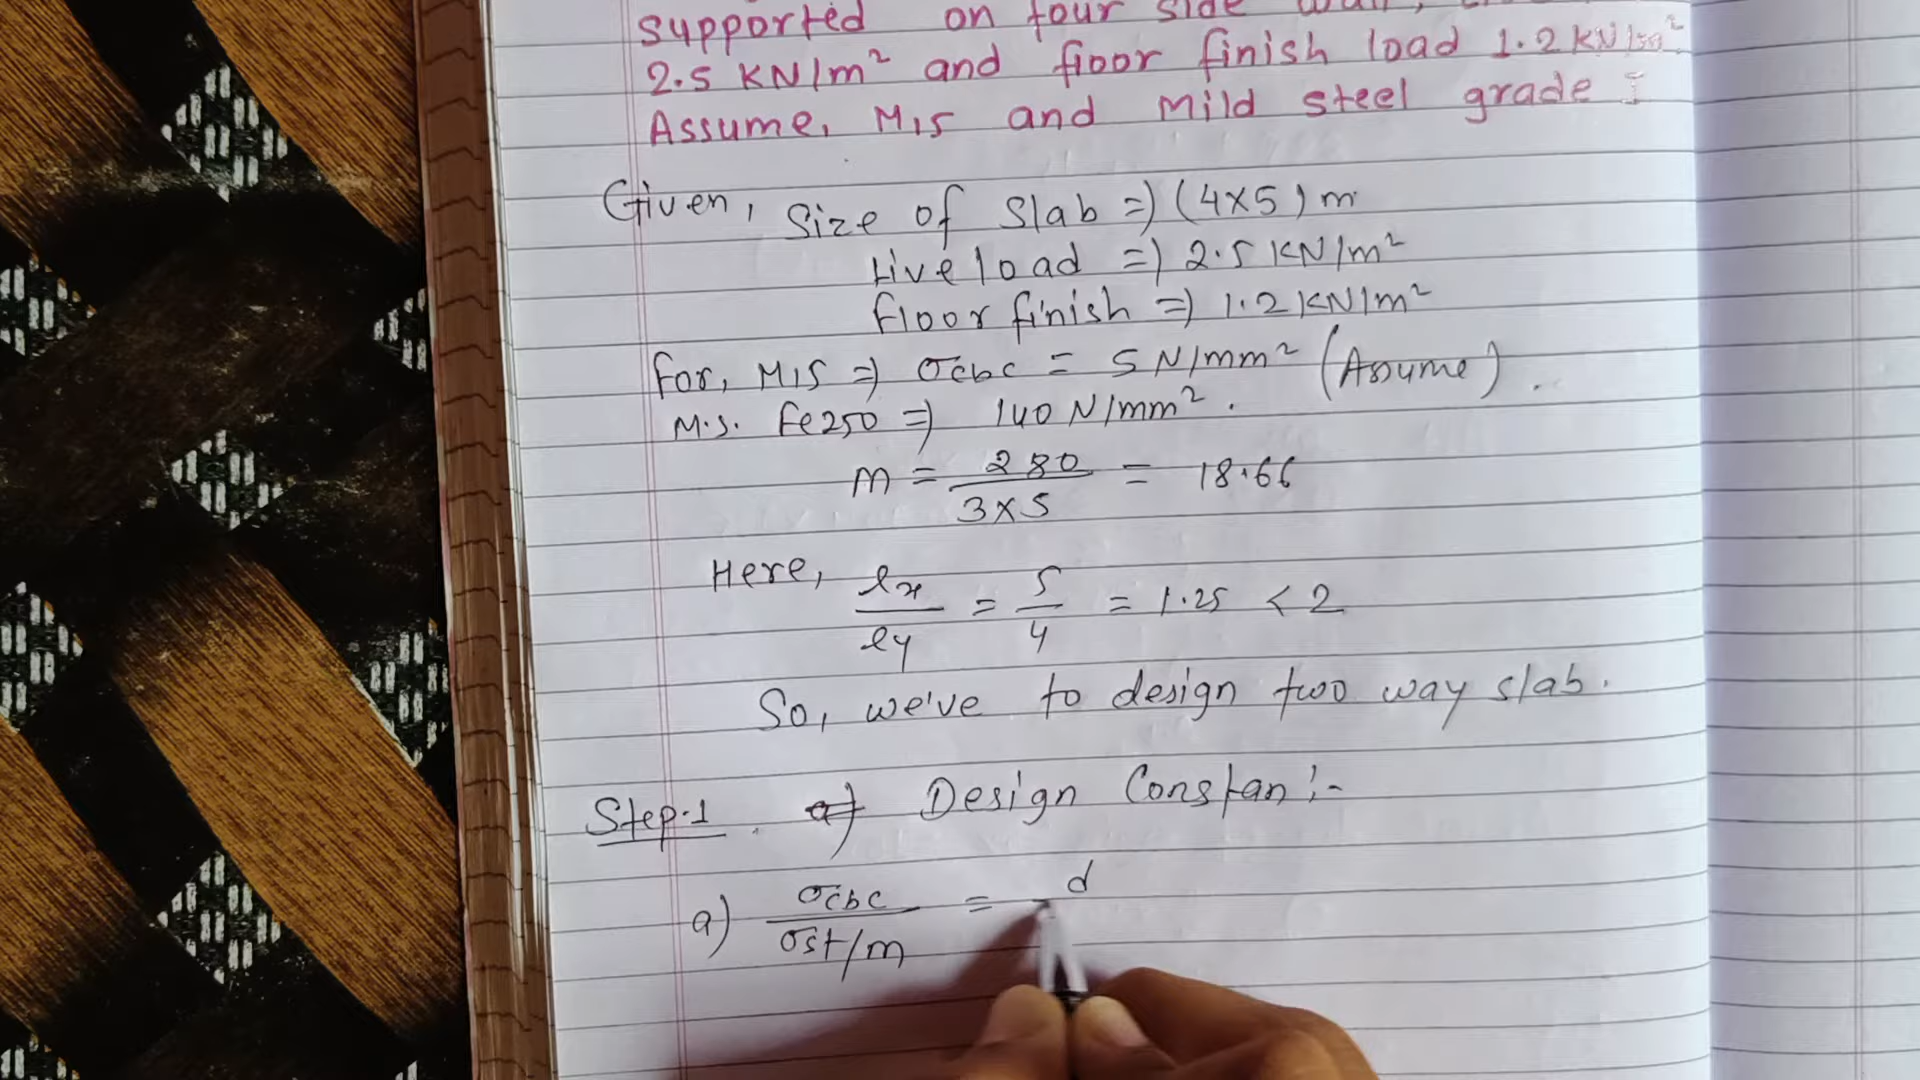 supported on four side wall,
2.5 KN/m² and floor finish load 1.2 KN/m²
Assume, M15 and Mild steel grade I
Given, Size of slab => (4x5) m
Live load => 2.5 KN/m²
Floor finish => 1.2 KN/m²
For, M15 => σcbc = 5 N/mm² (Assume).
M.S. Fe250 => 140 N/mm².
m = 280 / 3x5 = 18.66
Here, lx / ly = 5 / 4 = 1.25 < 2
So, we've to design two way slab.
Step-1. a) Design Constan:-
a) σcbc / σst/m = d